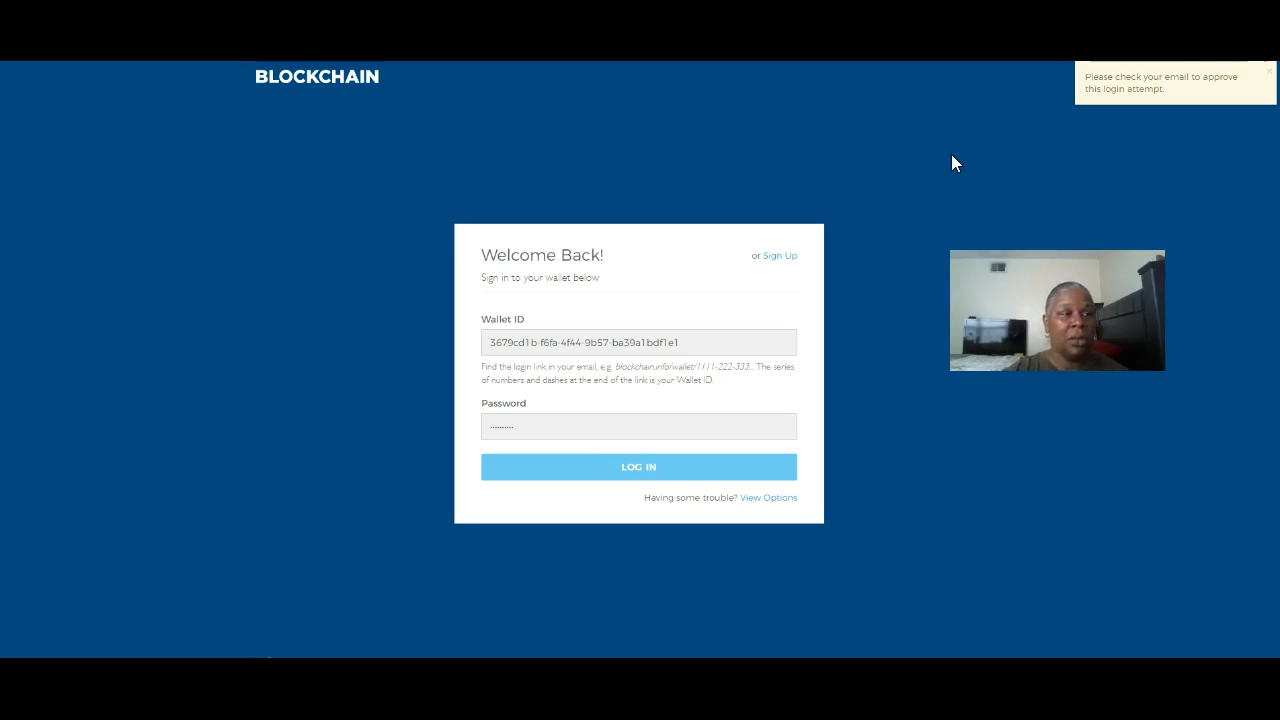 BLOCKCHAIN
Please check your email to approve
this login attempt.
Welcome Back!
or Sign Up
Sign in to your wallet below
Wallet ID
3679cd1b-f6fa-4f44-9b57-ba39a1bdf1e1
Find the login link in your email, e.g. blockchain.info/wallet/1111-222-333... The series
of numbers and dashes at the end of the link is your Wallet ID.
Password
LOG IN
Having some trouble? View Options